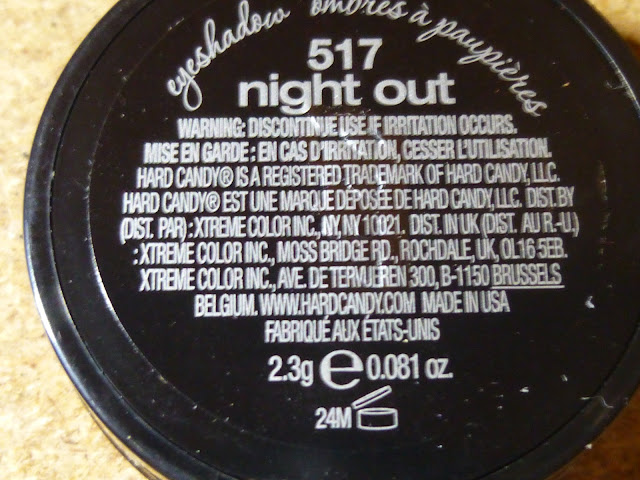 eyeshadow ombres à paupières
517
night out
WARNING: DISCONTINUE USE IF IRRITATION OCCURS.
MISE EN GARDE : EN CAS D'IRRITATION, CESSER L'UTILISATION.
HARD CANDY® IS A REGISTERED TRADEMARK OF HARD CANDY, LLC.
HARD CANDY® EST UNE MARQUE DÉPOSÉE DE HARD CANDY, LLC. DIST. BY
(DIST. PAR) : XTREME COLOR INC., NY, NY 10021. DIST. IN UK (DIST. AU R.-U.)
: XTREME COLOR INC., MOSS BRIDGE RD., ROCHDALE, UK, OL16 5EB.
XTREME COLOR INC., AVE. DE TERVUEREN 300, B-1150 BRUSSELS
BELGIUM. WWW.HARDCANDY.COM MADE IN USA
FABRIQUÉ AUX ÉTATS-UNIS
2.3g e 0.081 oz.
24M